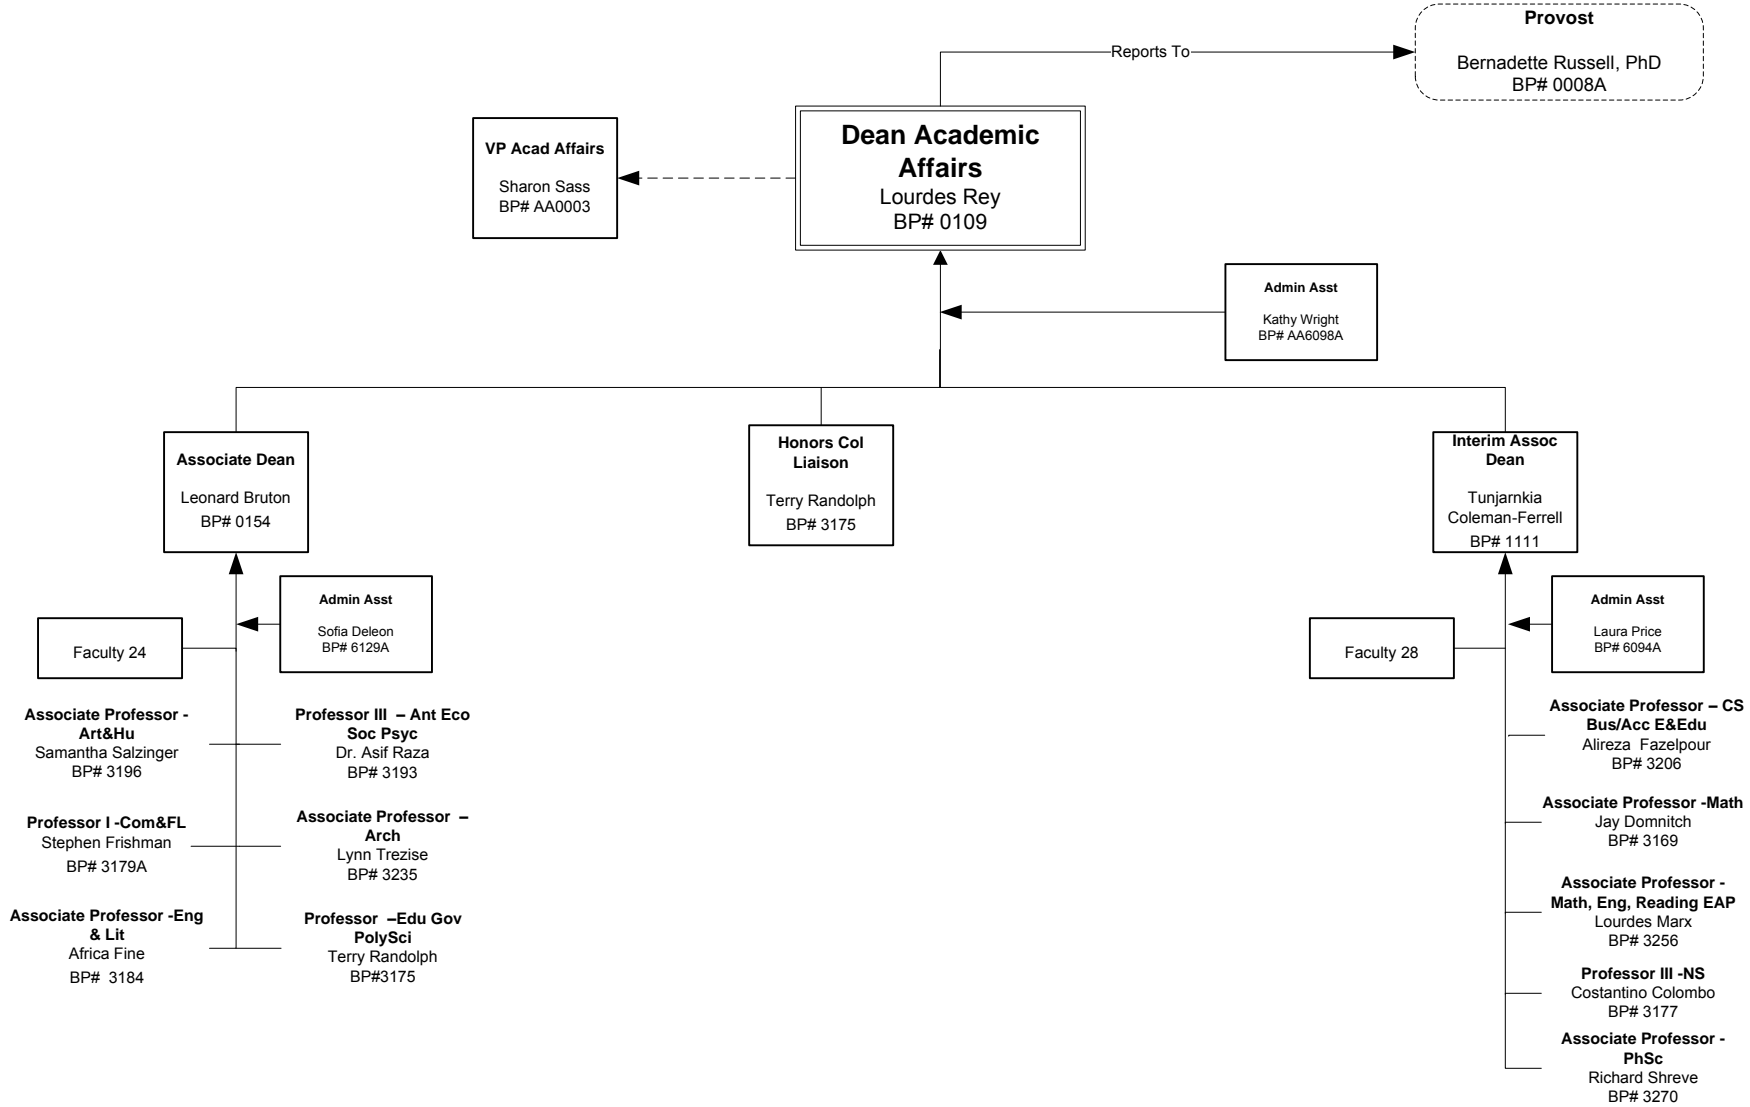 Provost
Bernadette Russell, PhD
BP# 0008A
Reports To
Dean Academic
Affairs
Lourdes Rey
BP# 0109
VP Acad Affairs
Sharon Sass
BP# AA0003
Admin Asst
Kathy Wright
BP# AA6098A
Associate Dean
Leonard Bruton
BP# 0154
Honors Col
Liaison
Terry Randolph
BP# 3175
Interim Assoc
Dean
Tunjarnkia
Coleman-Ferrell
BP# 1111
Faculty 24
Admin Asst
Sofia Deleon
BP# 6129A
Associate Professor -
Art&Hu
Samantha Salzinger
BP# 3196
Professor III – Ant Eco
Soc Psyc
Dr. Asif Raza
BP# 3193
Professor I -Com&FL
Stephen Frishman
BP# 3179A
Associate Professor –
Arch
Lynn Trezise
BP# 3235
Associate Professor -Eng
& Lit
Africa Fine
BP# 3184
Professor –Edu Gov
PolySci
Terry Randolph
BP#3175
Faculty 28
Admin Asst
Laura Price
BP# 6094A
Associate Professor – CS
Bus/Acc E&Edu
Alireza Fazelpour
BP# 3206
Associate Professor -Math
Jay Domnitch
BP# 3169
Associate Professor -
Math, Eng, Reading EAP
Lourdes Marx
BP# 3256
Professor III -NS
Costantino Colombo
BP# 3177
Associate Professor -
PhSc
Richard Shreve
BP# 3270